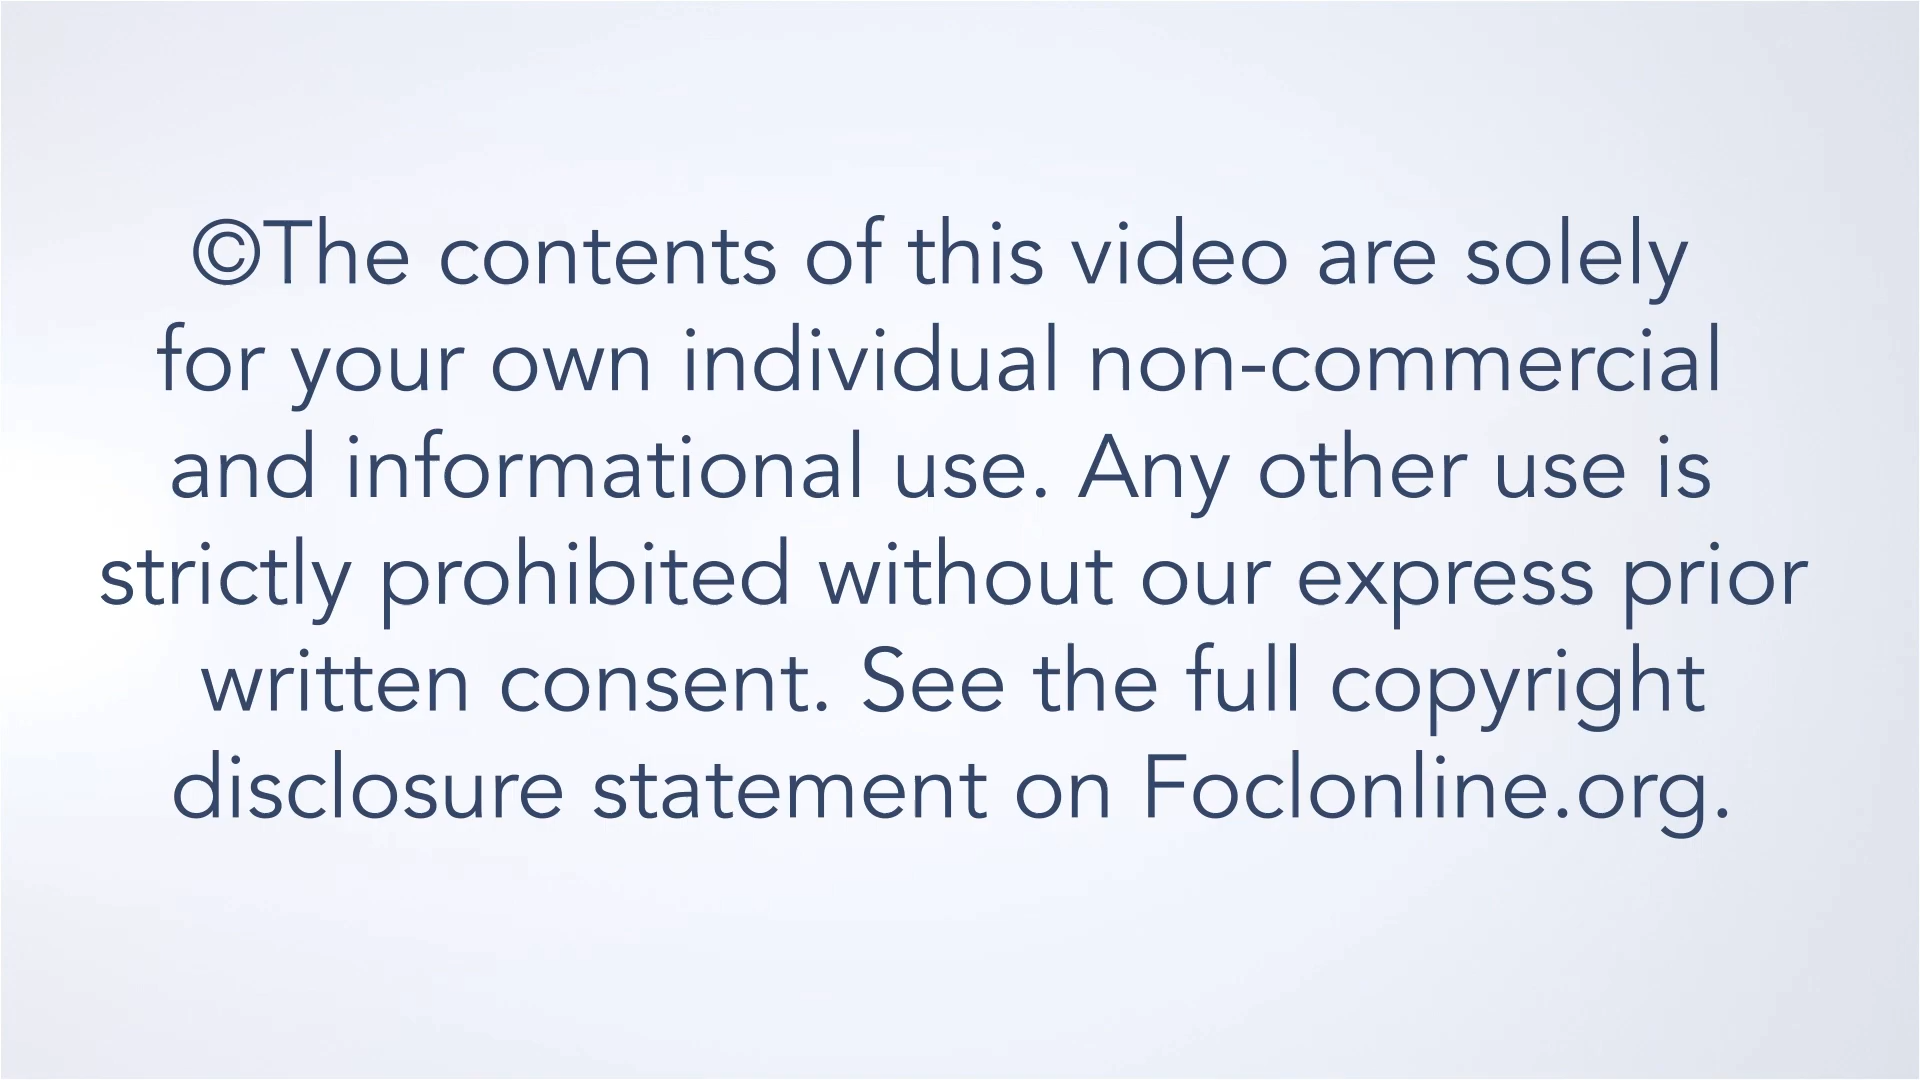 ©The contents of this video are solely
for your own individual non-commercial
and informational use. Any other use is
strictly prohibited without our express prior
written consent. See the full copyright
disclosure statement on Foclonline.org.